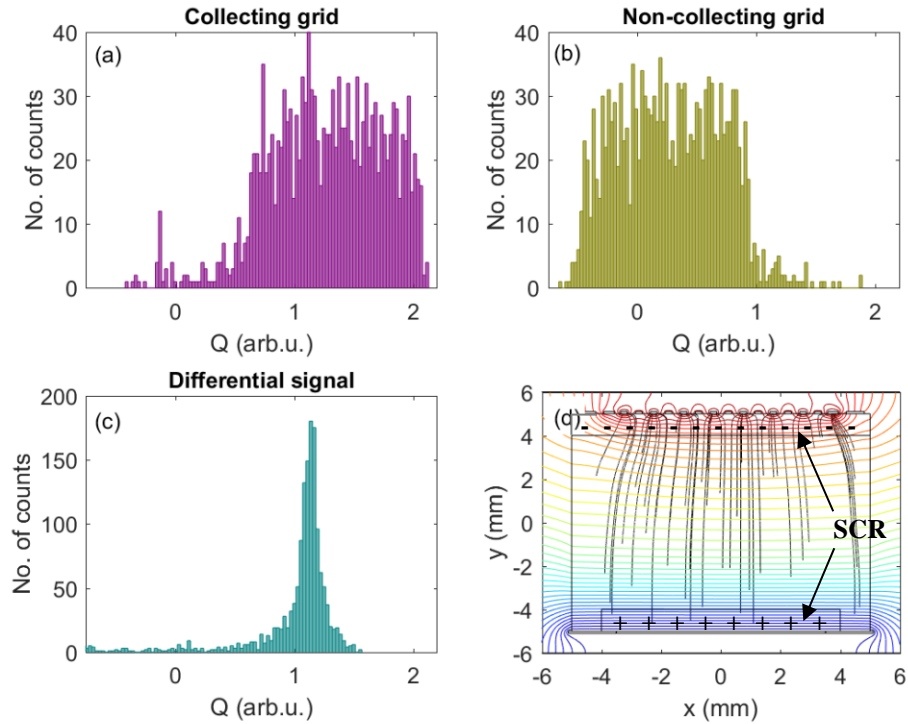 Collecting grid
(a)
40
30
20
10
0
No. of counts
0 1 2
Q (arb.u.)
Non-collecting grid
(b)
40
30
20
10
0
No. of counts
0 1 2
Q (arb.u.)
Differential signal
(c)
200
150
100
50
0
No. of counts
0 1 2
Q (arb.u.)
(d)
6
4
2
0
-2
-4
-6
y (mm)
SCR
-6 -4 -2 0 2 4 6
x (mm)